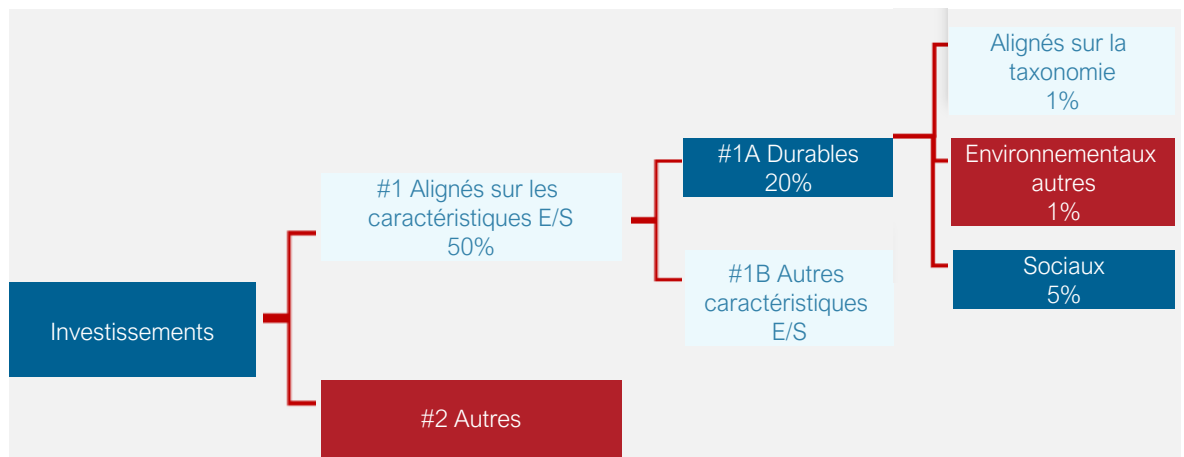 Investissements
#1 Alignés sur les
caractéristiques E/S
50%
#2 Autres
#1A Durables
20%
#1B Autres
caractéristiques
E/S
Alignés sur la
taxonomie
1%
Environnementaux
autres
1%
Sociaux
5%